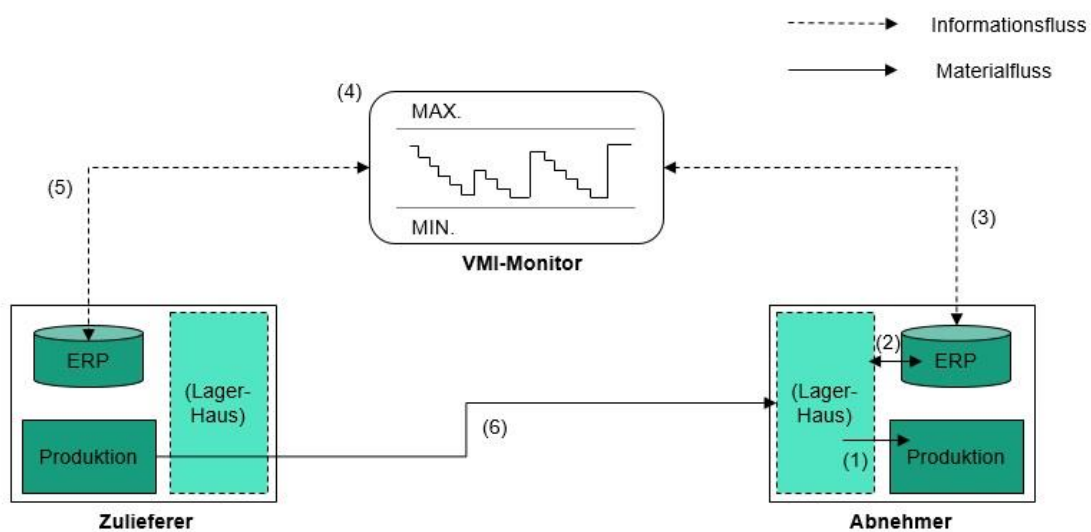 Informationsfluss
Materialfluss
(4)
MAX.
MIN.
VMI-Monitor
(5)
(3)
ERP
(Lager-
Haus)
Produktion
Zulieferer
(6)
(Lager-
Haus)
(2)
ERP
(1)
Produktion
Abnehmer